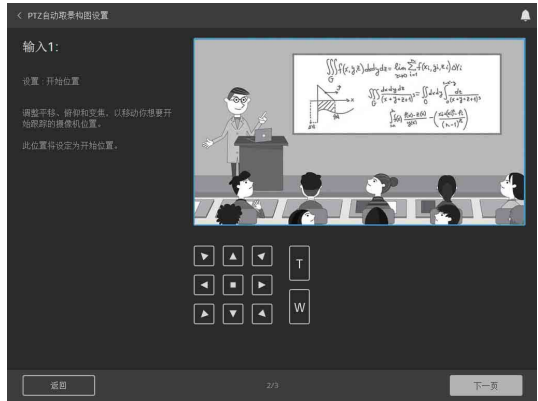 PTZ自动取景构图设置
输入1:
设置:开始位置
调整平移、俯仰和变焦,以移动你想要开
始跟踪的摄像机位置。
此位置将设定为开始位置。
T
W
返回
2/3
下一页